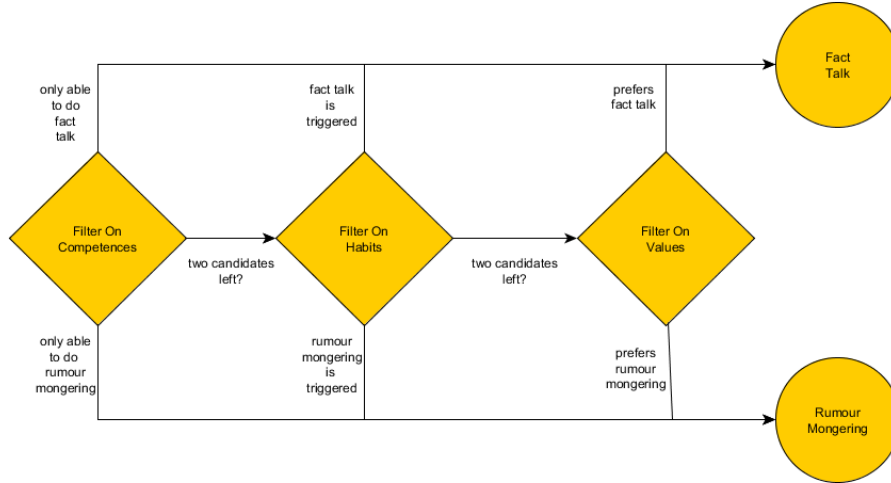 only able
to do
fact
talk
fact talk
is
triggered
prefers
fact talk
Fact
Talk
Filter On
Competences
two candidates
left?
Filter On
Habits
two candidates
left?
Filter On
Values
only able
to do
rumour
mongering
rumour
mongering
is
triggered
prefers
rumour
mongering
Rumour
Mongering